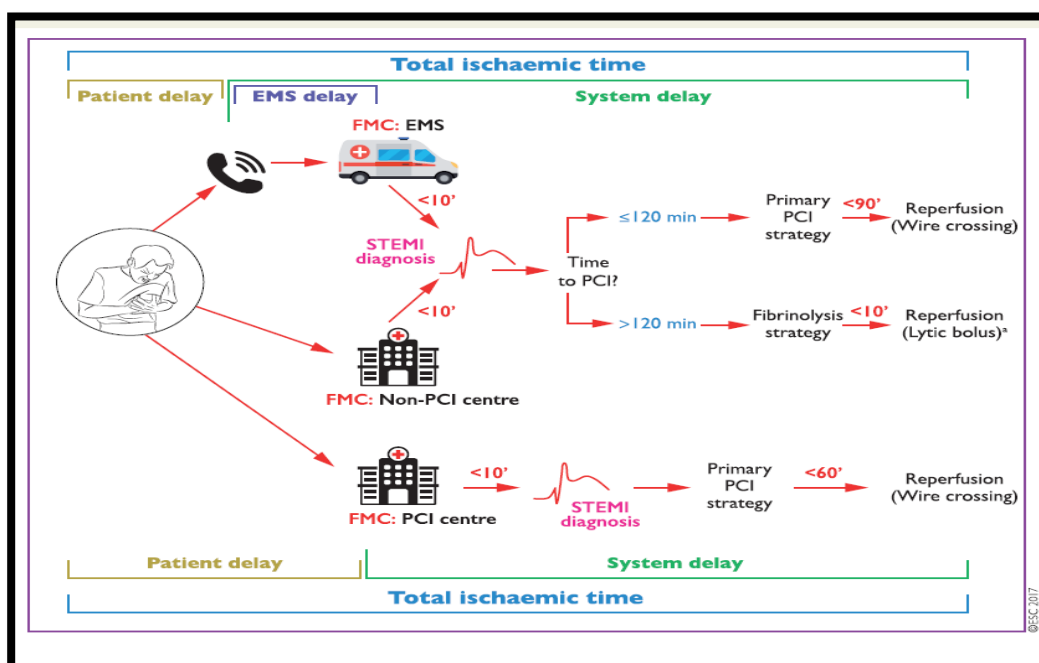 Total ischaemic time
Patient delay
EMS delay
System delay
FMC: EMS
<10'
STEMI
diagnosis
<10'
Time
to PCI?
≤120 min
Primary
PCI
strategy
<90'
Reperfusion
(Wire crossing)
>120 min
Fibrinolysis
strategy
<10'
Reperfusion
(Lytic bolus)ᵃ
FMC: Non-PCI centre
FMC: PCI centre
<10'
STEMI
diagnosis
Primary
PCI
strategy
<60'
Reperfusion
(Wire crossing)
Patient delay
System delay
Total ischaemic time
©ESC 2017